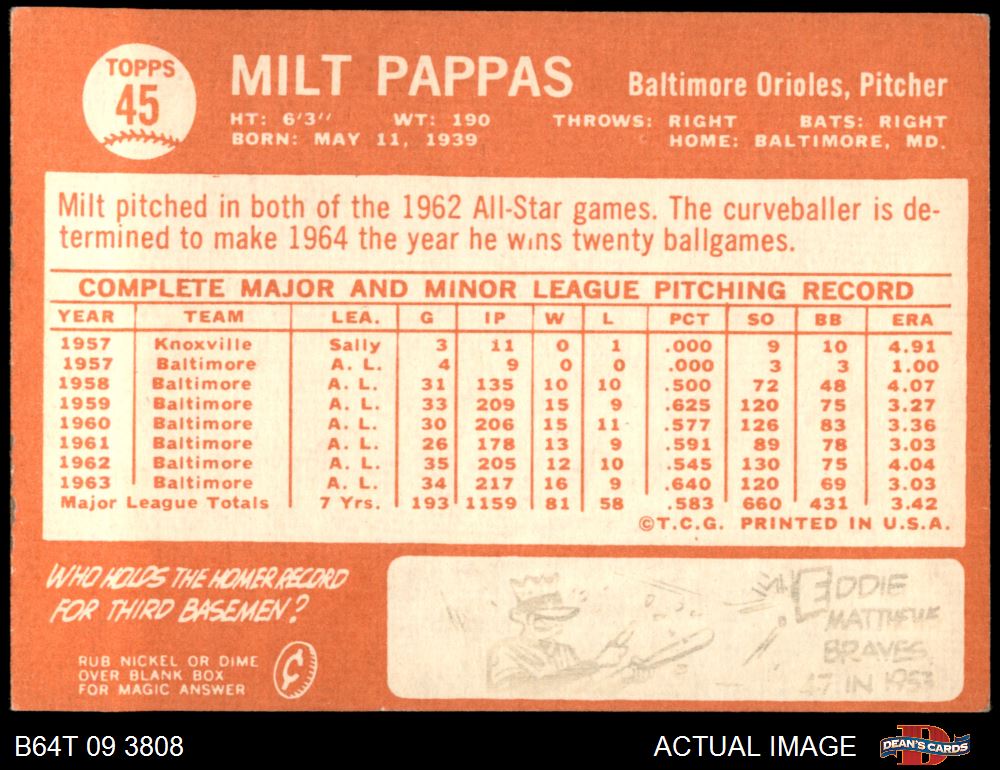 TOPPS
45
MILT PAPPAS Baltimore Orioles, Pitcher
HT: 6'3" WT: 190 THROWS: RIGHT BATS: RIGHT
BORN: MAY 11, 1939 HOME: BALTIMORE, MD.
Milt pitched in both of the 1962 All-Star games. The curveballer is de-
termined to make 1964 the year he wins twenty ballgames.
COMPLETE MAJOR AND MINOR LEAGUE PITCHING RECORD
YEAR TEAM LEA. G IP W L PCT SO BB ERA
1957 Knoxville Sally 3 11 0 1 .000 9 10 4.91
1957 Baltimore A. L. 4 9 0 0 .000 3 3 1.00
1958 Baltimore A. L. 31 135 10 10 .500 72 48 4.07
1959 Baltimore A. L. 33 209 15 9 .625 120 75 3.27
1960 Baltimore A. L. 30 206 15 11 .577 126 83 3.36
1961 Baltimore A. L. 26 178 13 9 .591 89 78 3.03
1962 Baltimore A. L. 35 205 12 10 .545 130 75 4.04
1963 Baltimore A. L. 34 217 16 9 .640 120 69 3.03
Major League Totals 7 Yrs. 193 1159 81 58 .583 660 431 3.42
©T.C.G. PRINTED IN U.S.A.
WHO HOLDS THE HOMER RECORD
FOR THIRD BASEMEN?
RUB NICKEL OR DIME
OVER BLANK BOX
FOR MAGIC ANSWER
¢
EDDIE
MATTHEWS
BRAVES
47 IN 1953
B64T 09 3808 ACTUAL IMAGE DEAN'S CARDS